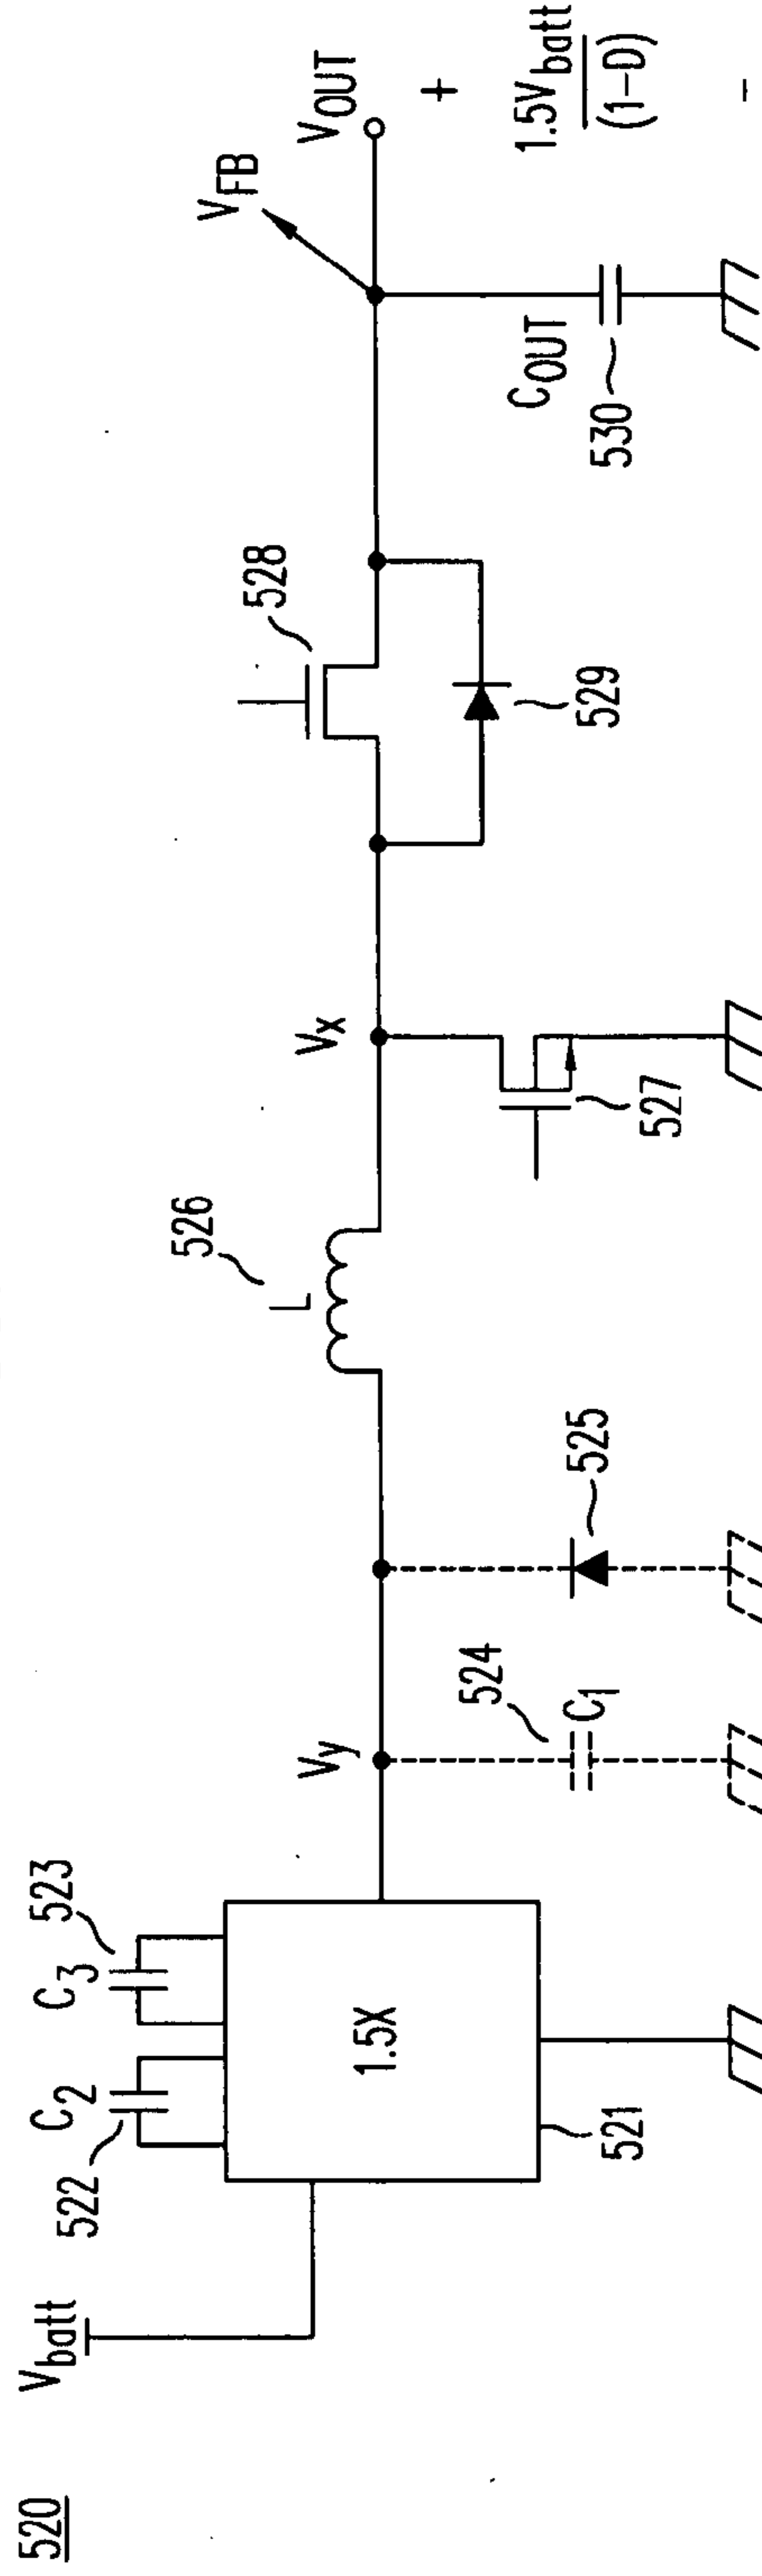 520
V_batt
C_2
522
C_3
523
1.5X
521
V_y
524
C_1
525
526
L
V_x
527
528
529
V_FB
V_OUT
C_OUT
530
+
1.5V_batt
(1-D)
-